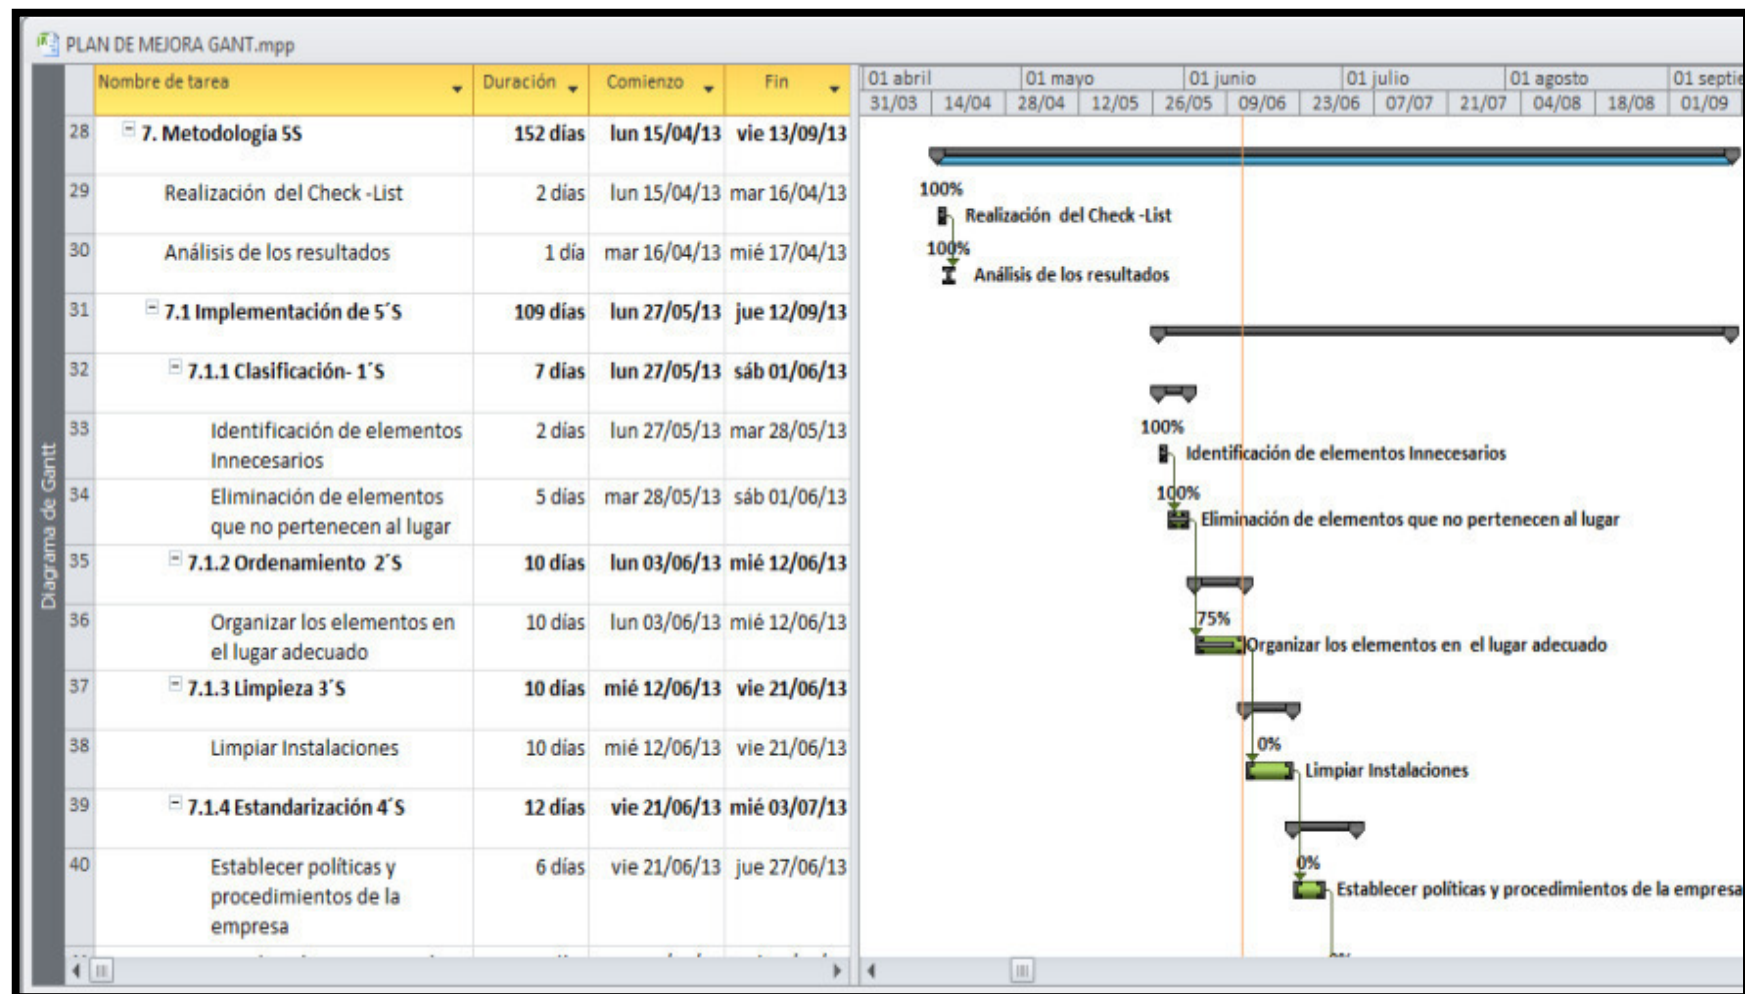 PLAN DE MEJORA GANT.mpp
Nombre de tarea Duración Comienzo Fin
01 abril 01 mayo 01 junio 01 julio 01 agosto 01 septie
31/03 14/04 28/04 12/05 26/05 09/06 23/06 07/07 21/07 04/08 18/08 01/09
Diagrama de Gantt
28 7. Metodología 5S 152 días lun 15/04/13 vie 13/09/13
29 Realización del Check -List 2 días lun 15/04/13 mar 16/04/13
100%
Realización del Check -List
30 Análisis de los resultados 1 día mar 16/04/13 mié 17/04/13
100%
Análisis de los resultados
31 7.1 Implementación de 5´S 109 días lun 27/05/13 jue 12/09/13
32 7.1.1 Clasificación- 1´S 7 días lun 27/05/13 sáb 01/06/13
33 Identificación de elementos 2 días lun 27/05/13 mar 28/05/13
Innecesarios
100%
Identificación de elementos Innecesarios
34 Eliminación de elementos 5 días mar 28/05/13 sáb 01/06/13
que no pertenecen al lugar
100%
Eliminación de elementos que no pertenecen al lugar
35 7.1.2 Ordenamiento 2´S 10 días lun 03/06/13 mié 12/06/13
36 Organizar los elementos en 10 días lun 03/06/13 mié 12/06/13
el lugar adecuado
75%
Organizar los elementos en el lugar adecuado
37 7.1.3 Limpieza 3´S 10 días mié 12/06/13 vie 21/06/13
38 Limpiar Instalaciones 10 días mié 12/06/13 vie 21/06/13
0%
Limpiar Instalaciones
39 7.1.4 Estandarización 4´S 12 días vie 21/06/13 mié 03/07/13
40 Establecer políticas y 6 días vie 21/06/13 jue 27/06/13
procedimientos de la
empresa
0%
Establecer políticas y procedimientos de la empresa